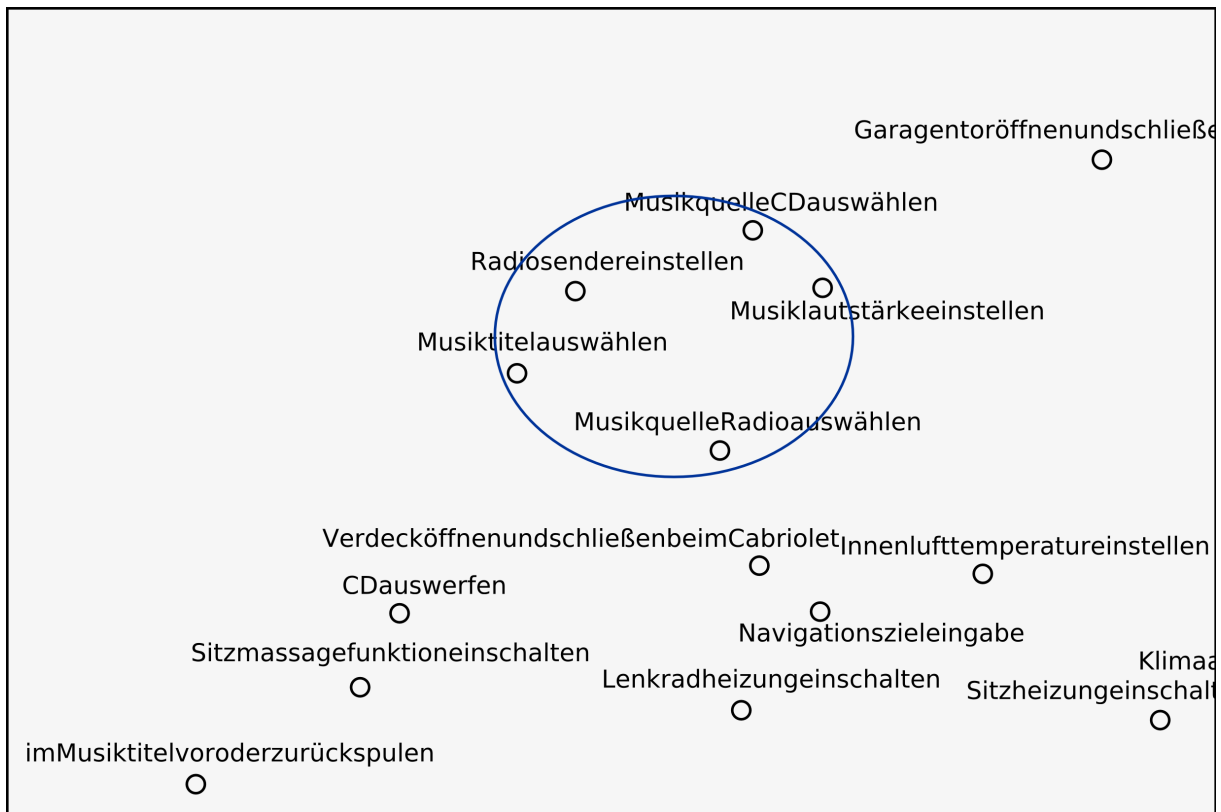 Garagentoröffnenundschließe
MusikquelleCDauswählen
Radiosendereinstellen
Musiklautstärkeeinstellen
Musiktitelauswählen
MusikquelleRadioauswählen
VerdecköffnenundschließenbeimCabriolet
Innenlufttemperatureinstellen
CDauswerfen
Navigationszieleingabe
Sitzmassagefunktioneinschalten
Klimaa
Lenkradheizungeinschalten
Sitzheizungeinschalt
imMusiktitelvoroderzurückspulen